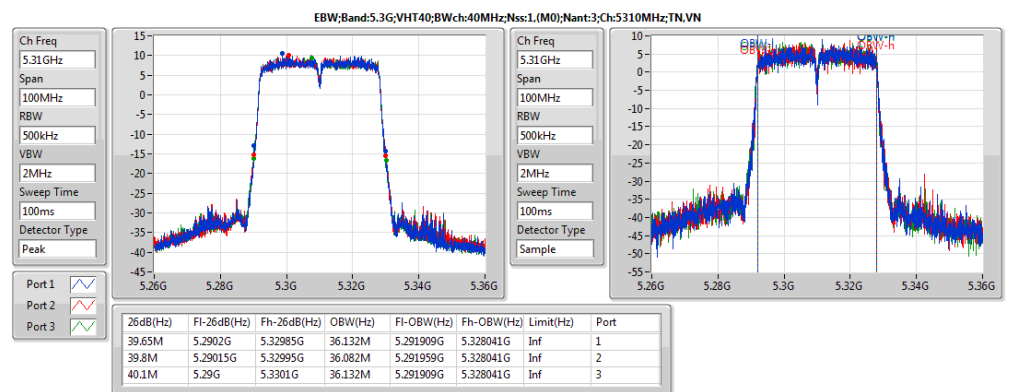 EBW;Band:5.3G;VHT40;BWch:40MHz;Nss:1,(M0);Nant:3;Ch:5310MHz;TN,VN
Ch Freq
5.31GHz
Span
100MHz
RBW
500kHz
VBW
2MHz
Sweep Time
100ms
Detector Type
Peak
15
10
5
0
-5
-10
-15
-20
-25
-30
-35
-40
-45
5.26G
5.28G
5.3G
5.32G
5.34G
5.36G
Ch Freq
5.31GHz
Span
100MHz
RBW
500kHz
VBW
2MHz
Sweep Time
100ms
Detector Type
Sample
10
5
0
-5
-10
-15
-20
-25
-30
-35
-40
-45
-50
-55
5.26G
5.28G
5.3G
5.32G
5.34G
5.36G
OBW-h
Port 1
Port 2
Port 3
26dB(Hz) Fl-26dB(Hz) Fh-26dB(Hz) OBW(Hz) Fl-OBW(Hz) Fh-OBW(Hz) Limit(Hz) Port
39.65M 5.2902G 5.32985G 36.132M 5.291909G 5.328041G Inf 1
39.8M 5.29015G 5.32995G 36.082M 5.291959G 5.328041G Inf 2
40.1M 5.29G 5.3301G 36.132M 5.291909G 5.328041G Inf 3